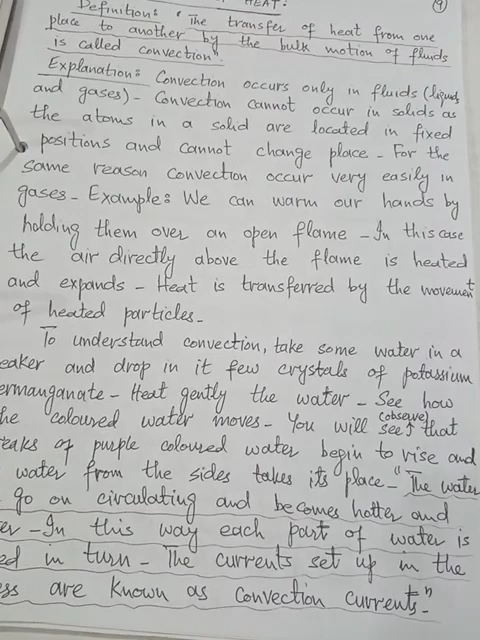 HEAT:
9
Definition: "The transfer of heat from one
place to another by the bulk motion of fluids
is called convection".
Explanation: Convection occurs only in fluids (liquids
and gases) - Convection cannot occur in solids as
the atoms in a solid are located in fixed
positions and cannot change place - For the
same reason convection occur very easily in
gases - Example: We can warm our hands by
holding them over an open flame - In this case
the air directly above the flame is heated
and expands - Heat is transferred by the movement
of heated particles -
To understand convection, take some water in a
eaker and drop in it few crystals of potassium
ermanganate - Heat gently the water - See how
he coloured water moves - You will see (observe) that
reaks of purple coloured water begin to rise and
water from the sides takes its place - "The water
go on circulating and becomes hotter and
er - In this way each part of water is
ed in turn - The currents set up in the
ess are known as convection currents" -